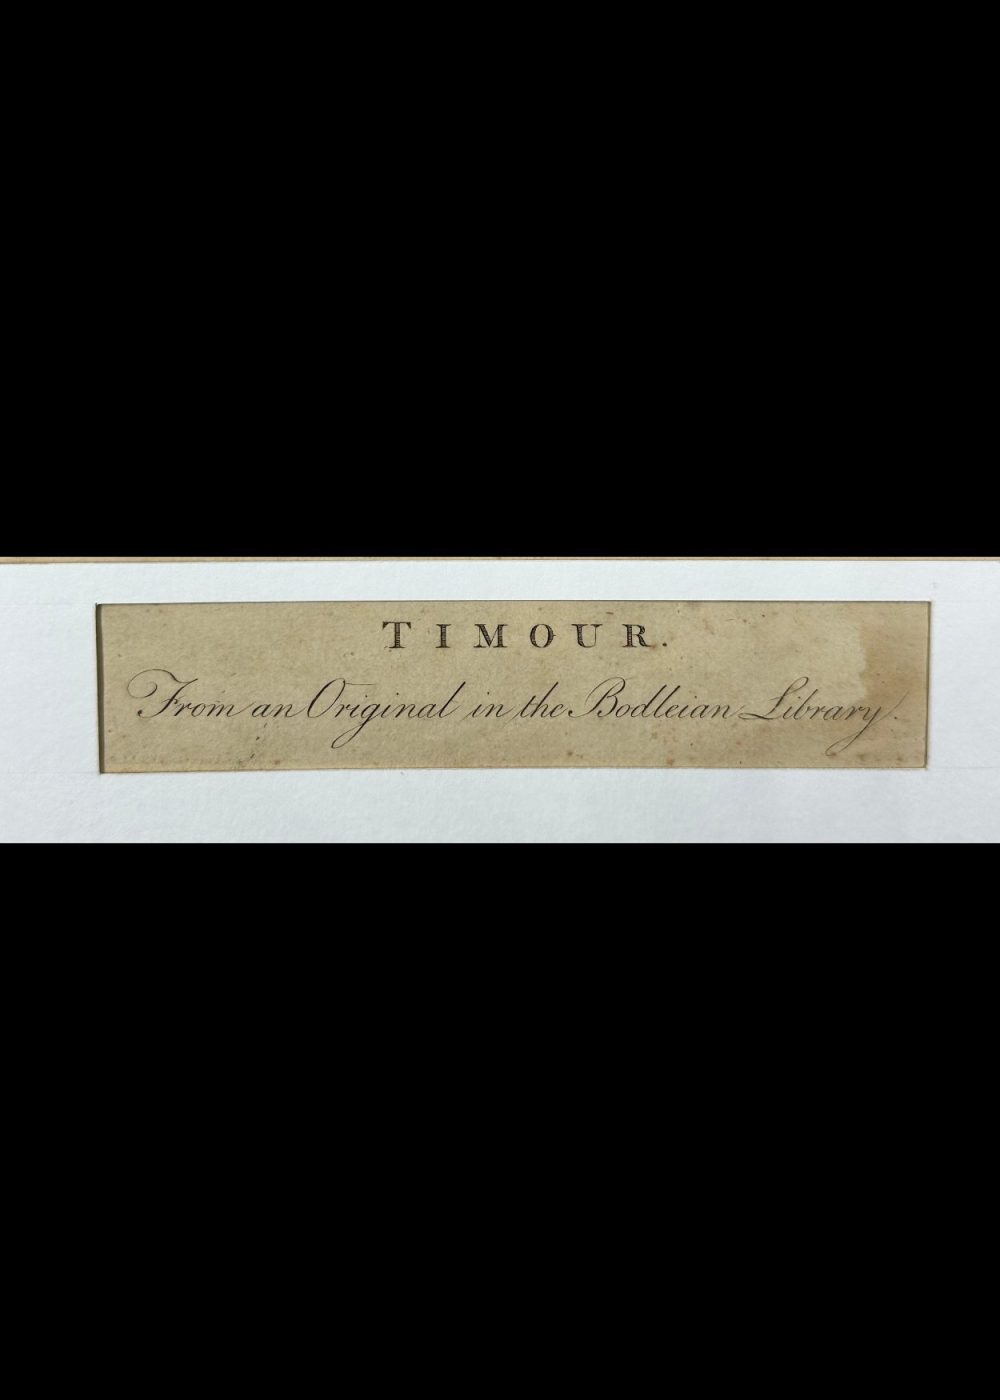 TIMOUR.
From an Original in the Bodleian Library.